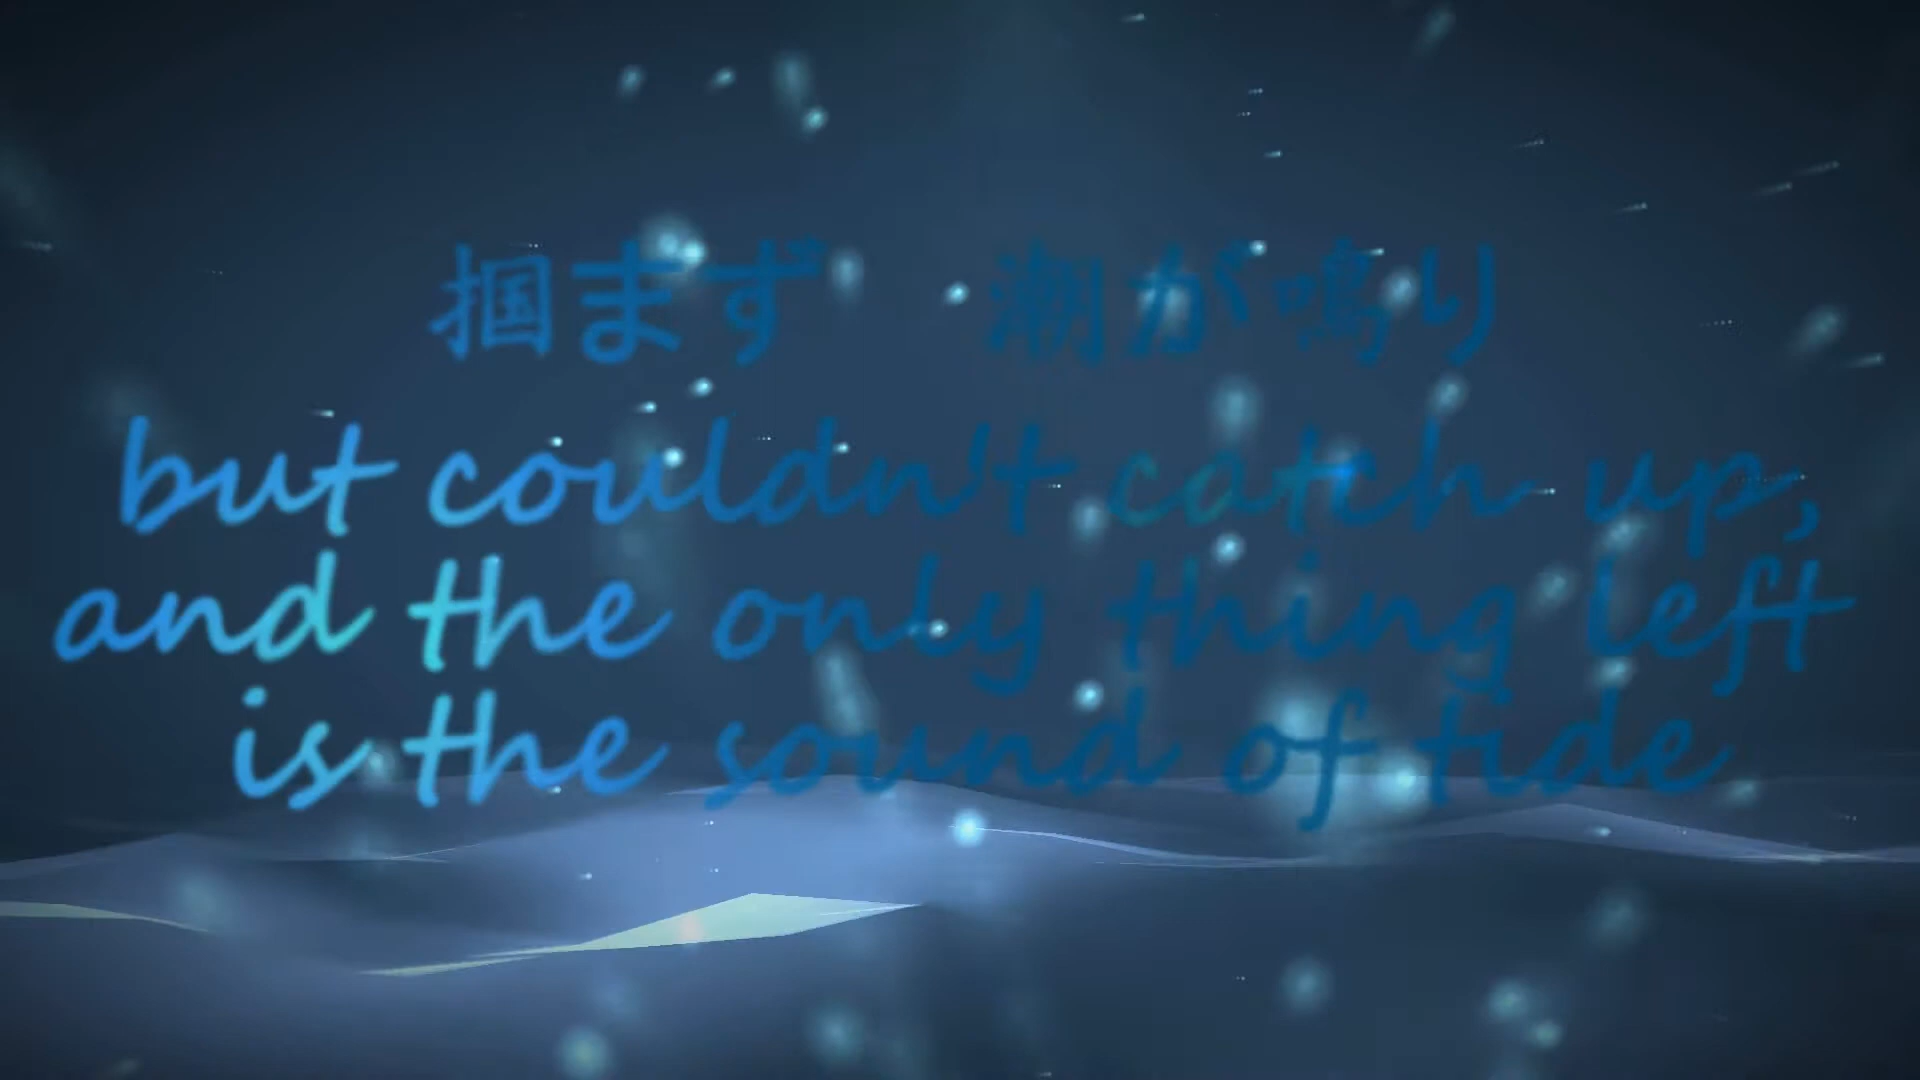 掴まず　潮が鳴り
but couldn't catch up,
and the only thing left
is the sound of tide